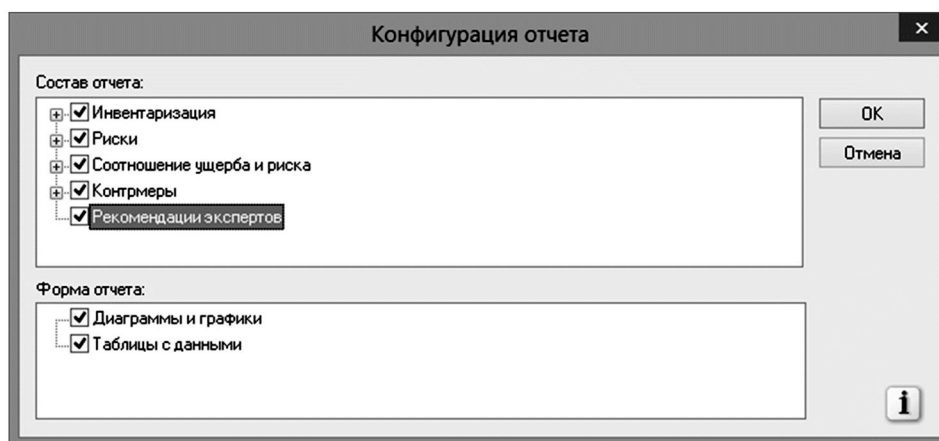 Конфигурация отчета
Состав отчета:
Инвентаризация
Риски
Соотношение ущерба и риска
Контрмеры
Рекомендации экспертов
OK
Отмена
Форма отчета:
Диаграммы и графики
Таблицы с данными